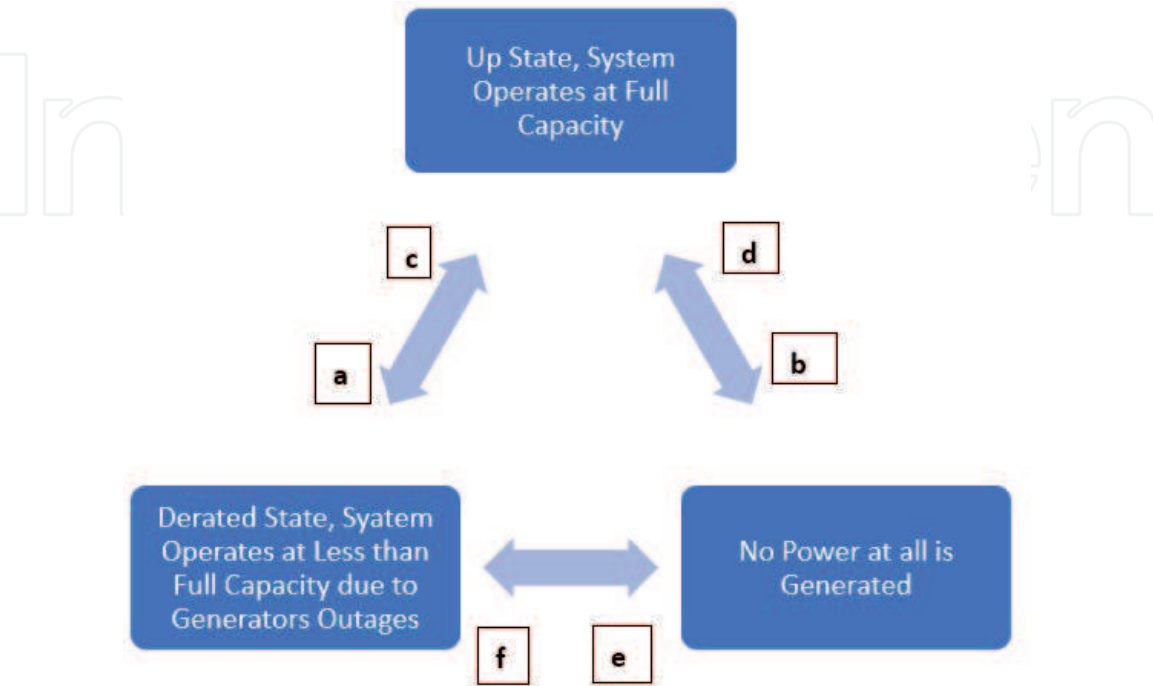 Up State, System
Operates at Full
Capacity
c
d
a
b
Derated State, Syatem
Operates at Less than
Full Capacity due to
Generators Outages
No Power at all is
Generated
f
e